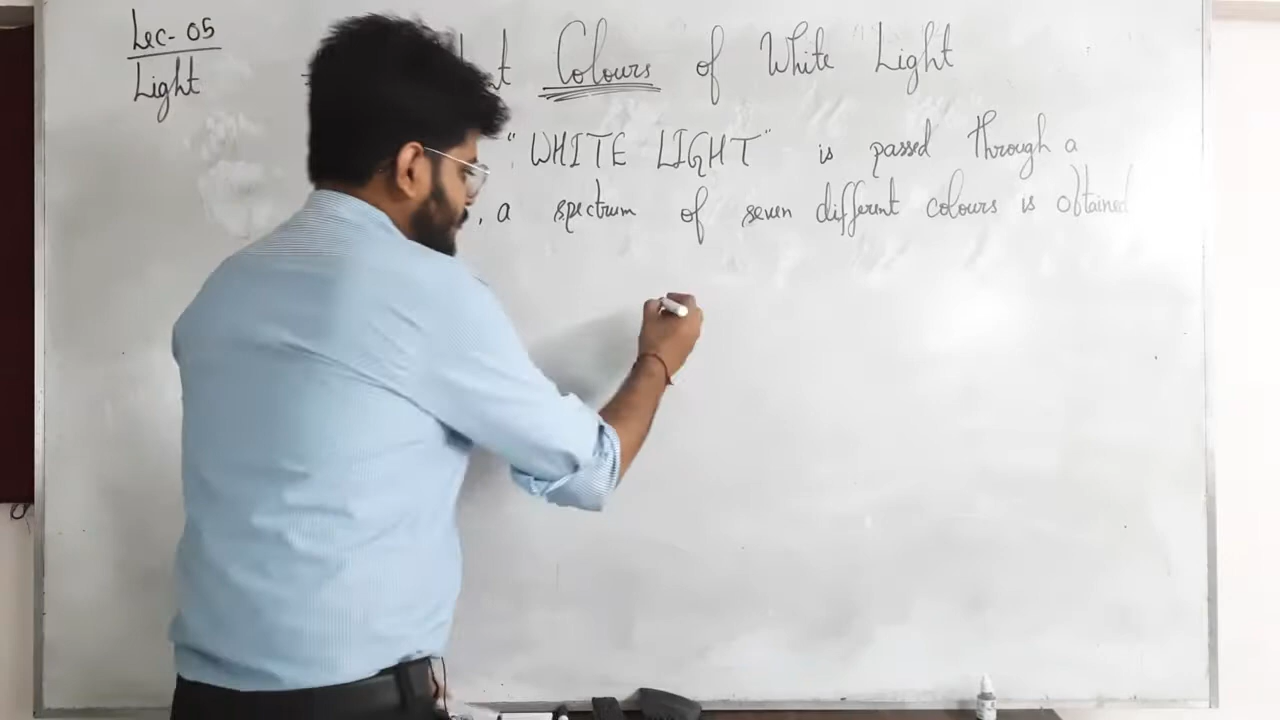 Lec- 05
Light
Colours of White Light
"WHITE LIGHT" is passed through a
, a spectrum of seven different colours is obtained